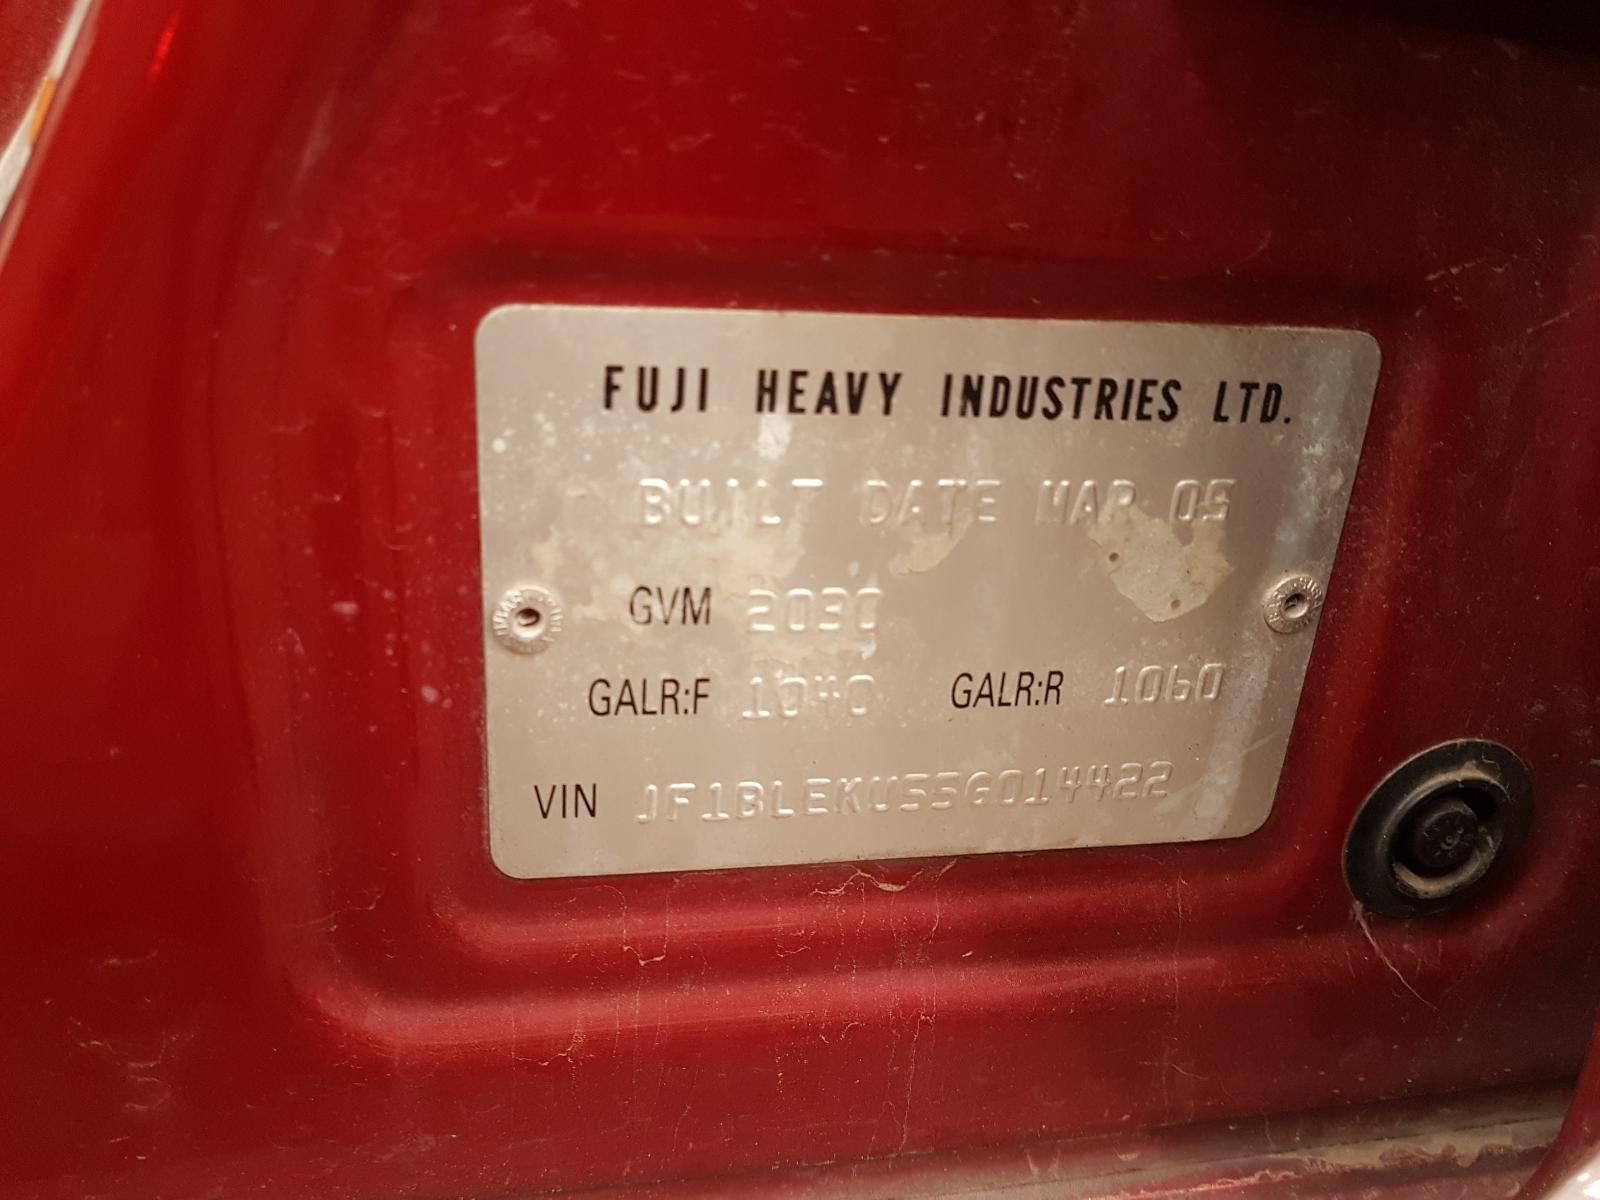 FUJI HEAVY INDUSTRIES LTD.
BUILT DATE MAR 05
GVM 2030
GALR:F 1040 GALR:R 1060
VIN JF1BLEKU55G014422